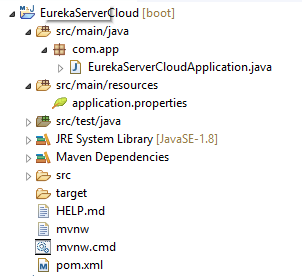 EurekaServerCloud [boot]
src/main/java
com.app
EurekaServerCloudApplication.java
src/main/resources
application.properties
src/test/java
JRE System Library [JavaSE-1.8]
Maven Dependencies
src
target
HELP.md
mvnw
mvnw.cmd
pom.xml